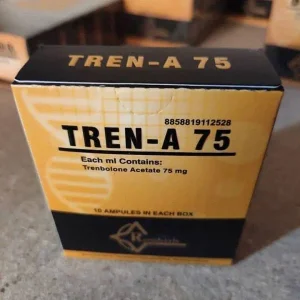 TREN-A 75
8858819112528
TREN-A 75
Each ml Contains:
Trenbolone Acetate 75 mg
10 AMPULES IN EACH BOX